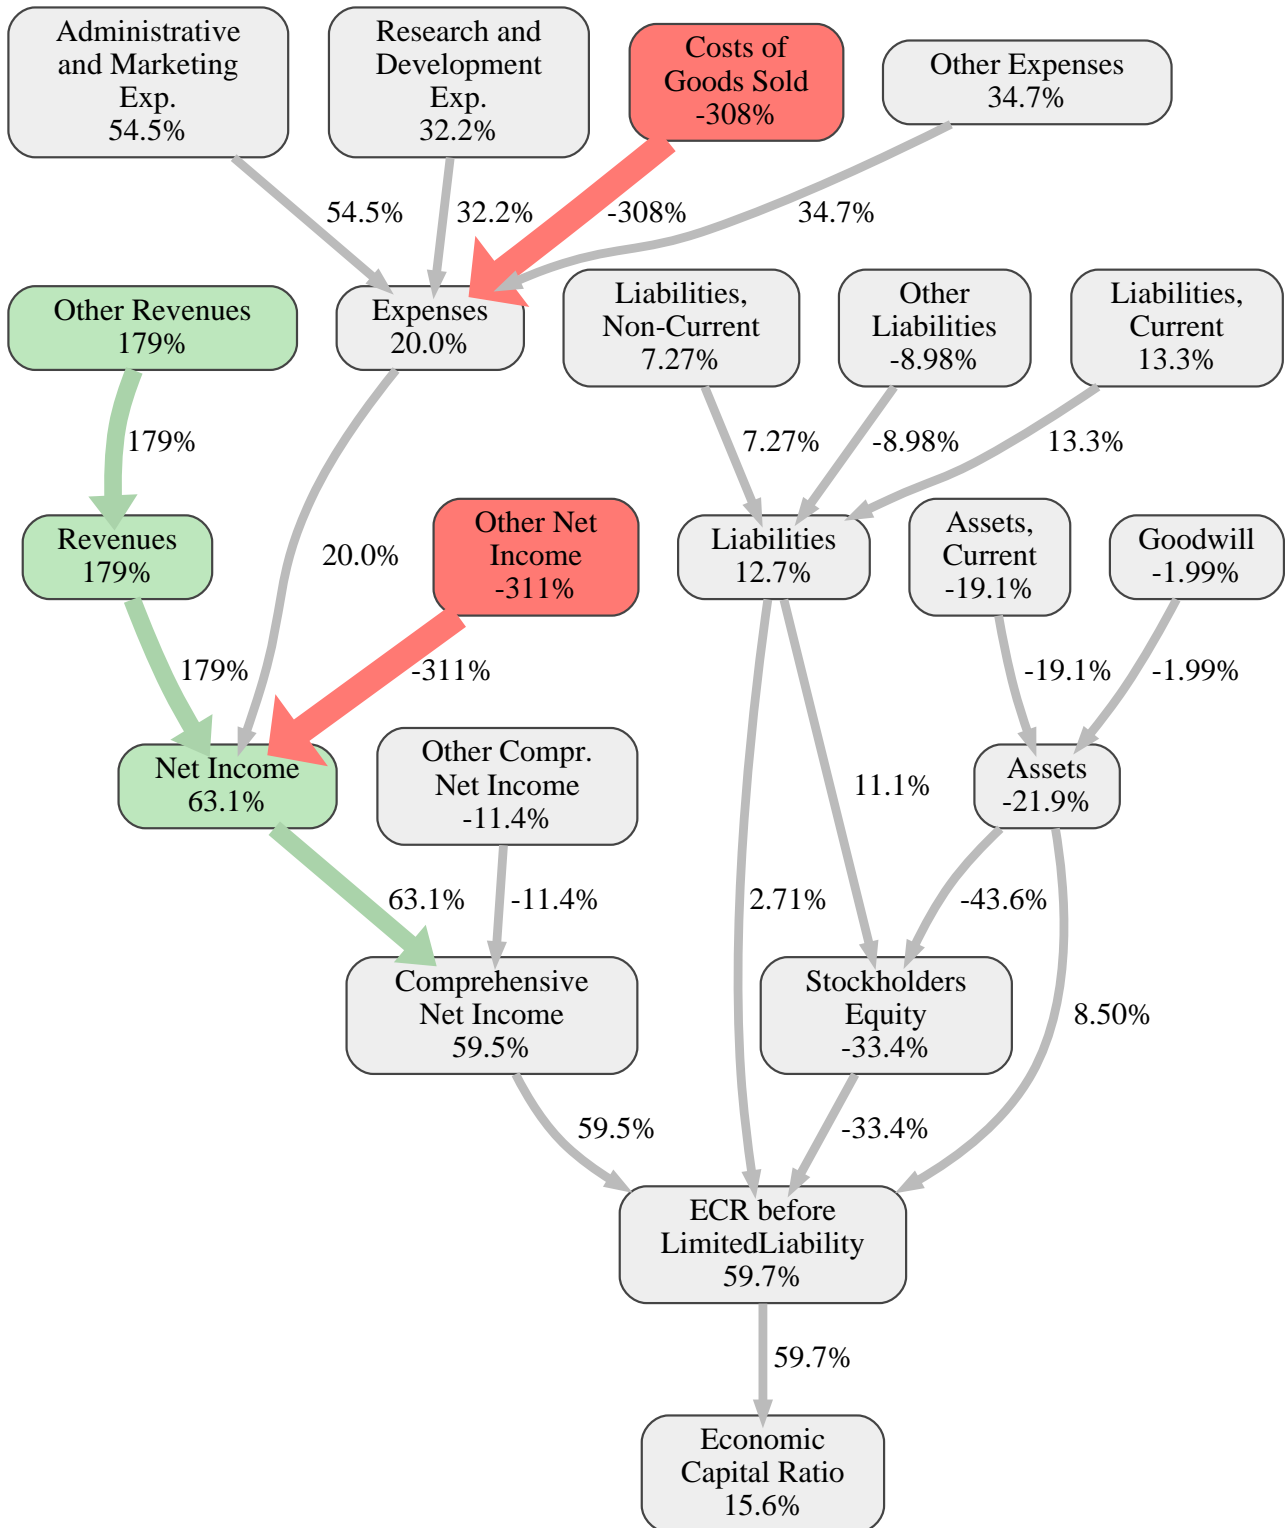 Administrative
and Marketing
Exp.
54.5%
Research and
Development
Exp.
32.2%
Costs of
Goods Sold
-308%
Other Expenses
34.7%
54.5%
32.2%
-308%
34.7%
Other Revenues
179%
Expenses
20.0%
Liabilities,
Non-Current
7.27%
Other
Liabilities
-8.98%
Liabilities,
Current
13.3%
179%
7.27%
-8.98%
13.3%
Revenues
179%
20.0%
Other Net
Income
-311%
Liabilities
12.7%
Assets,
Current
-19.1%
Goodwill
-1.99%
179%
-311%
-19.1%
-1.99%
Net Income
63.1%
Other Compr.
Net Income
-11.4%
11.1%
Assets
-21.9%
63.1%
-11.4%
2.71%
-43.6%
Comprehensive
Net Income
59.5%
Stockholders
Equity
-33.4%
8.50%
59.5%
-33.4%
ECR before
LimitedLiability
59.7%
59.7%
Economic
Capital Ratio
15.6%